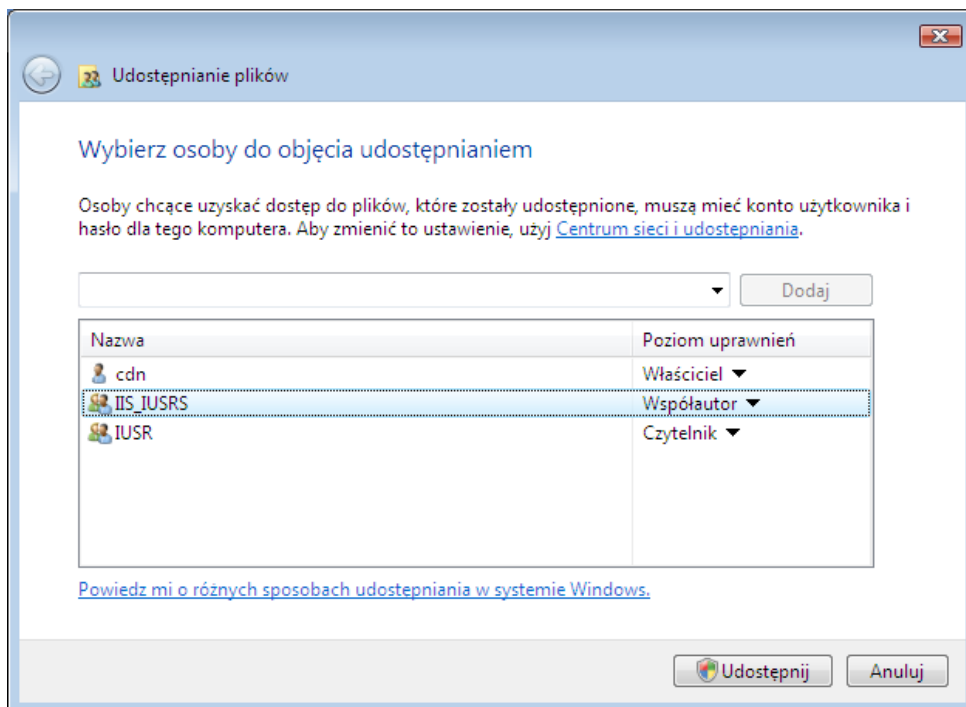 Udostępnianie plików
Wybierz osoby do objęcia udostępnianiem
Osoby chcące uzyskać dostęp do plików, które zostały udostępnione, muszą mieć konto użytkownika i
hasło dla tego komputera. Aby zmienić to ustawienie, użyj Centrum sieci i udostępniania.
Dodaj
Nazwa Poziom uprawnień
cdn Właściciel
IIS_IUSRS Współautor
IUSR Czytelnik
Powiedz mi o różnych sposobach udostępniania w systemie Windows.
Udostępnij Anuluj